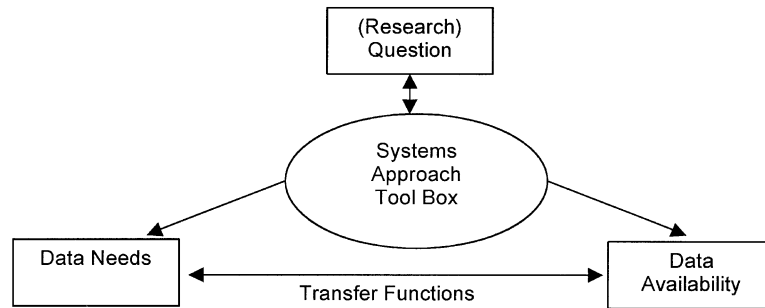 (Research)
Question
Systems
Approach
Tool Box
Data Needs
Data
Availability
Transfer Functions